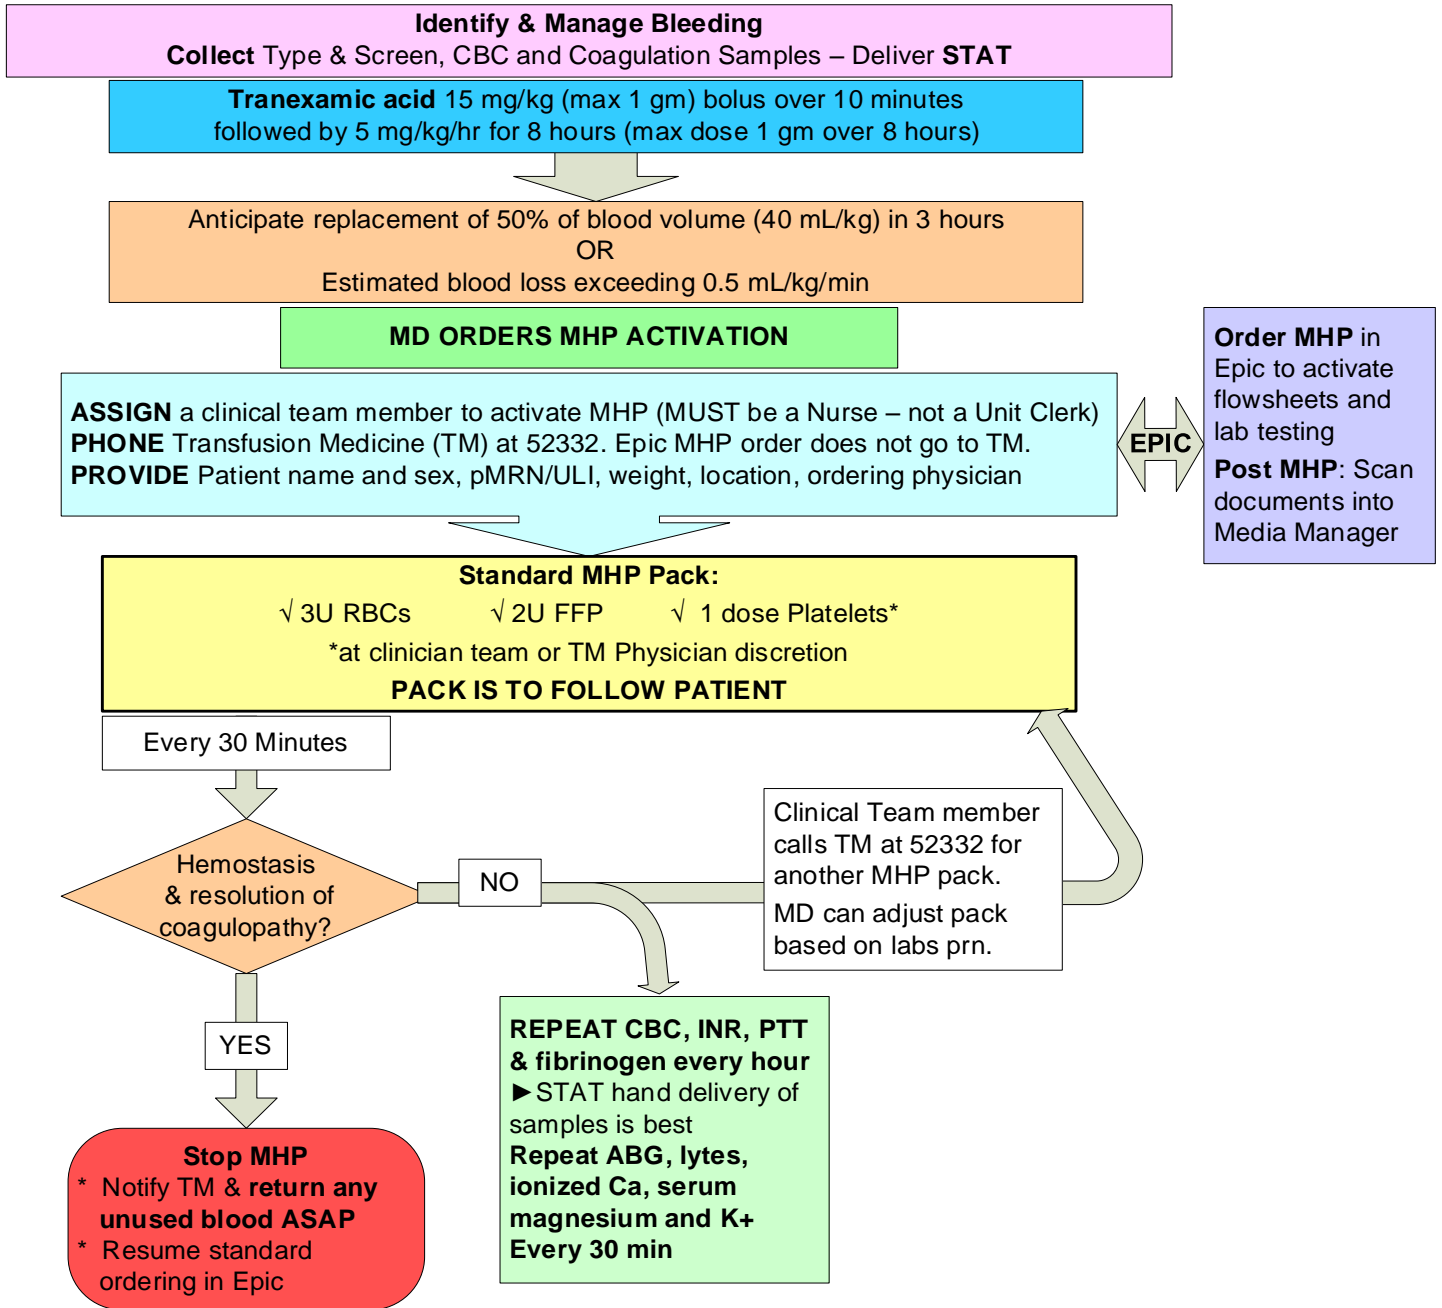 Identify & Manage Bleeding
Collect Type & Screen, CBC and Coagulation Samples – Deliver STAT
Tranexamic acid 15 mg/kg (max 1 gm) bolus over 10 minutes
followed by 5 mg/kg/hr for 8 hours (max dose 1 gm over 8 hours)
Anticipate replacement of 50% of blood volume (40 mL/kg) in 3 hours
OR
Estimated blood loss exceeding 0.5 mL/kg/min
MD ORDERS MHP ACTIVATION
ASSIGN a clinical team member to activate MHP (MUST be a Nurse – not a Unit Clerk)
PHONE Transfusion Medicine (TM) at 52332. Epic MHP order does not go to TM.
PROVIDE Patient name and sex, pMRN/ULI, weight, location, ordering physician
EPIC
Order MHP in
Epic to activate
flowsheets and
lab testing
Post MHP: Scan
documents into
Media Manager
Standard MHP Pack:
√ 3U RBCs √ 2U FFP √ 1 dose Platelets*
*at clinician team or TM Physician discretion
PACK IS TO FOLLOW PATIENT
Every 30 Minutes
Hemostasis
& resolution of
coagulopathy?
NO
Clinical Team member
calls TM at 52332 for
another MHP pack.
MD can adjust pack
based on labs prn.
YES
REPEAT CBC, INR, PTT
& fibrinogen every hour
►STAT hand delivery of
samples is best
Repeat ABG, lytes,
ionized Ca, serum
magnesium and K+
Every 30 min
Stop MHP
* Notify TM & return any
unused blood ASAP
* Resume standard
ordering in Epic